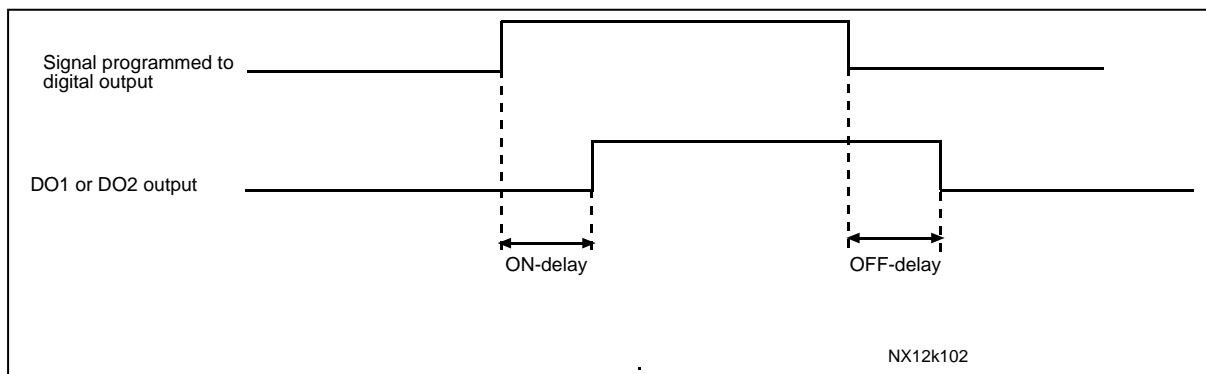 Signal programmed to
digital output
DO1 or DO2 output
ON-delay
OFF-delay
NX12k102